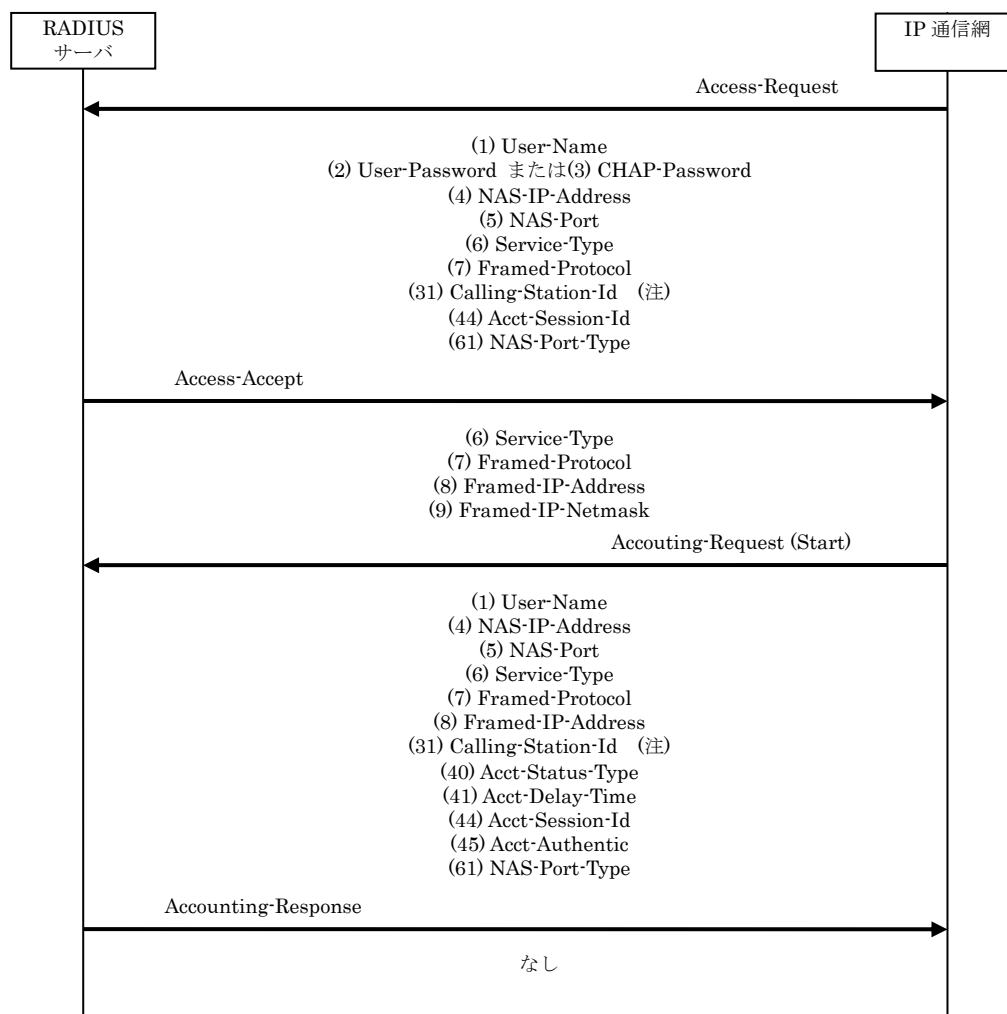 RADIUS
サーバ
IP 通信網
Access-Request
(1) User-Name
(2) User-Password または(3) CHAP-Password
(4) NAS-IP-Address
(5) NAS-Port
(6) Service-Type
(7) Framed-Protocol
(31) Calling-Station-Id (注)
(44) Acct-Session-Id
(61) NAS-Port-Type
Access-Accept
(6) Service-Type
(7) Framed-Protocol
(8) Framed-IP-Address
(9) Framed-IP-Netmask
Accouting-Request (Start)
(1) User-Name
(4) NAS-IP-Address
(5) NAS-Port
(6) Service-Type
(7) Framed-Protocol
(8) Framed-IP-Address
(31) Calling-Station-Id (注)
(40) Acct-Status-Type
(41) Acct-Delay-Time
(44) Acct-Session-Id
(45) Acct-Authentic
(61) NAS-Port-Type
Accounting-Response
なし